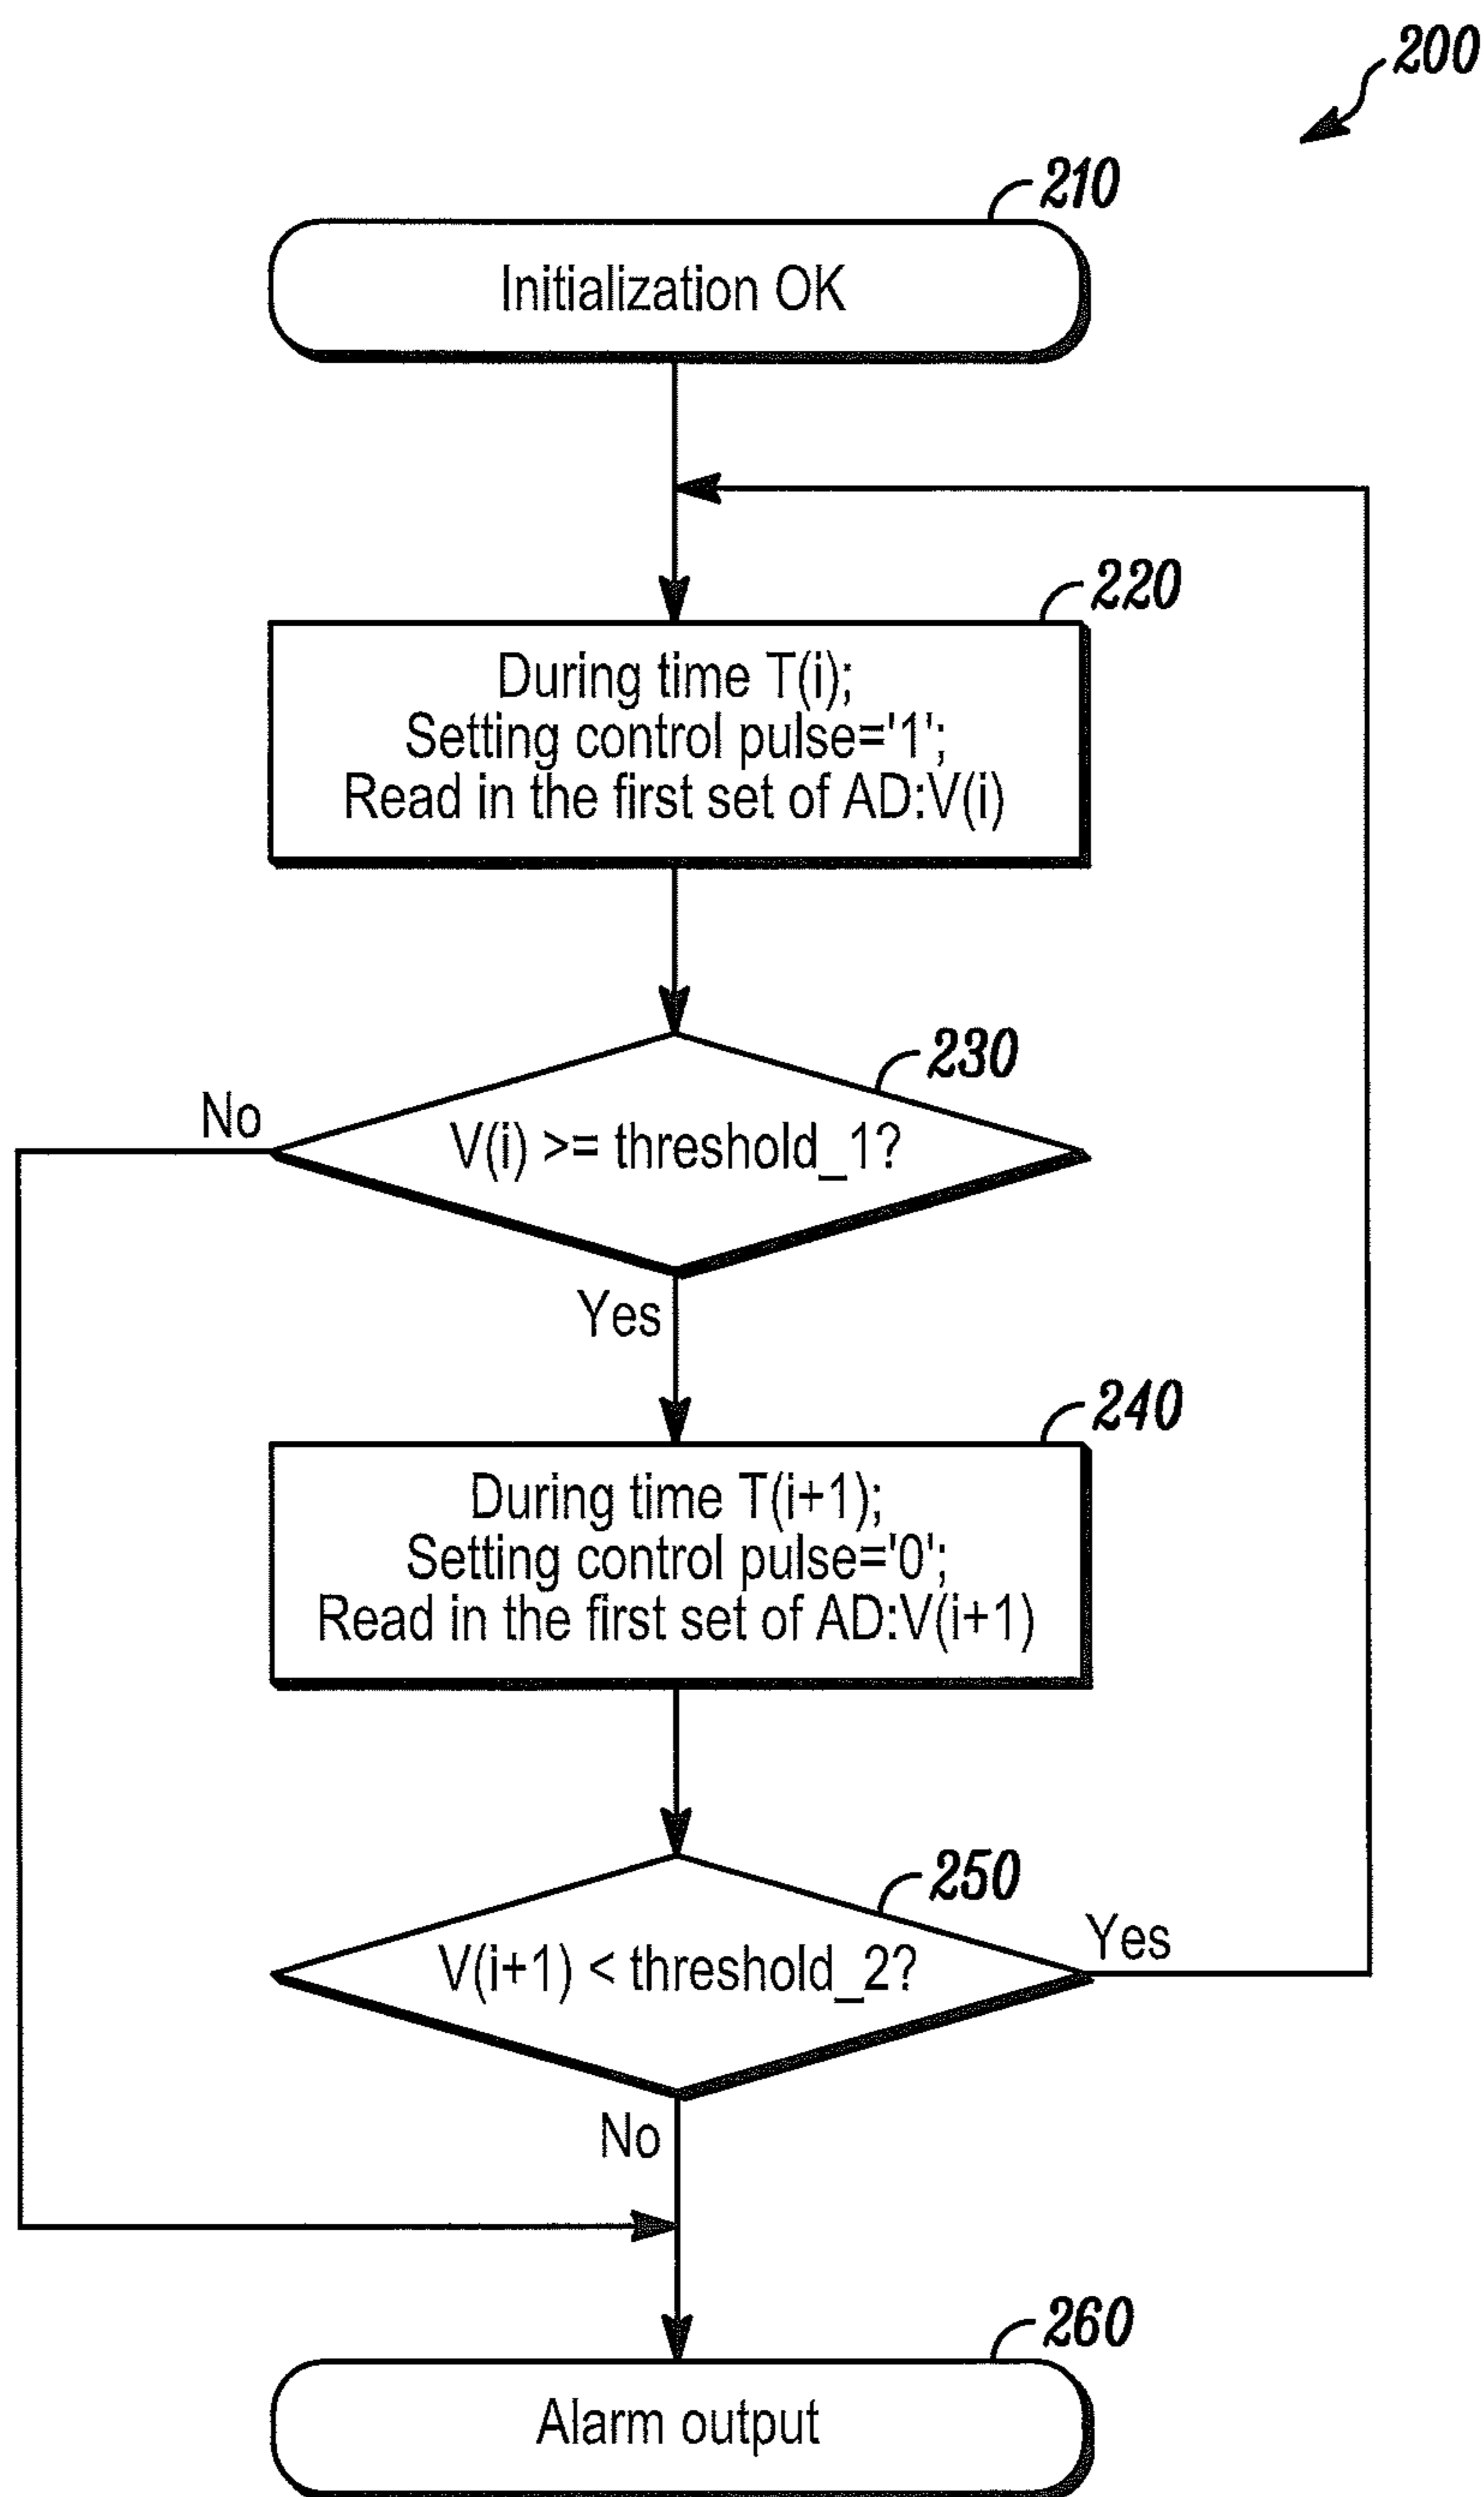 200
210
Initialization OK
220
During time T(i);
Setting control pulse='1';
Read in the first set of AD:V(i)
230
No
V(i) >= threshold_1?
Yes
240
During time T(i+1);
Setting control pulse='0';
Read in the first set of AD:V(i+1)
250
Yes
V(i+1) < threshold_2?
No
260
Alarm output